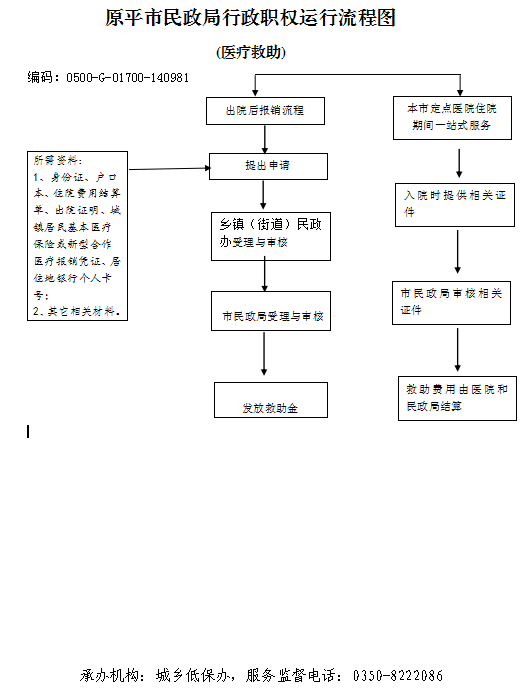 原平市民政局行政职权运行流程图
(医疗救助)
编码：0500-G-01700-140981
出院后报销流程
提出申请
所需资料：
1、身份证、户口
本、住院费用结算
单、出院证明、城
镇居民基本医疗
保险或新型合作
医疗报销凭证、居
住地银行个人卡
号；
2、其它相关材料。
乡镇（街道）民政
办受理与审核
市民政局受理与审核
发放救助金
本市定点医院住院
期间一站式服务
入院时提供相关证
件
市民政局审核相关
证件
救助费用由医院和
民政局结算
承办机构：城乡低保办，服务监督电话：0350-8222086